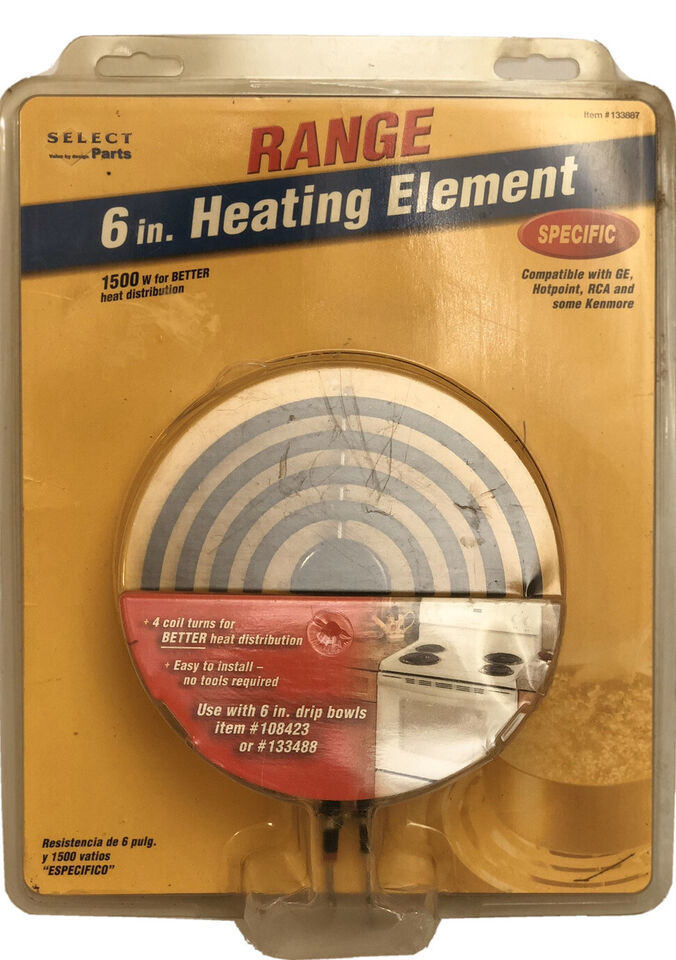 Item #133887
SELECT
Value by design Parts
RANGE
6 in. Heating Element
SPECIFIC
1500 W for BETTER
heat distribution
Compatible with GE,
Hotpoint, RCA and
some Kenmore
+ 4 coil turns for
BETTER heat distribution
+ Easy to install –
no tools required
Use with 6 in. drip bowls
item #108423
or #133488
Resistencia de 6 pulg.
y 1500 vatios
"ESPECIFICO"